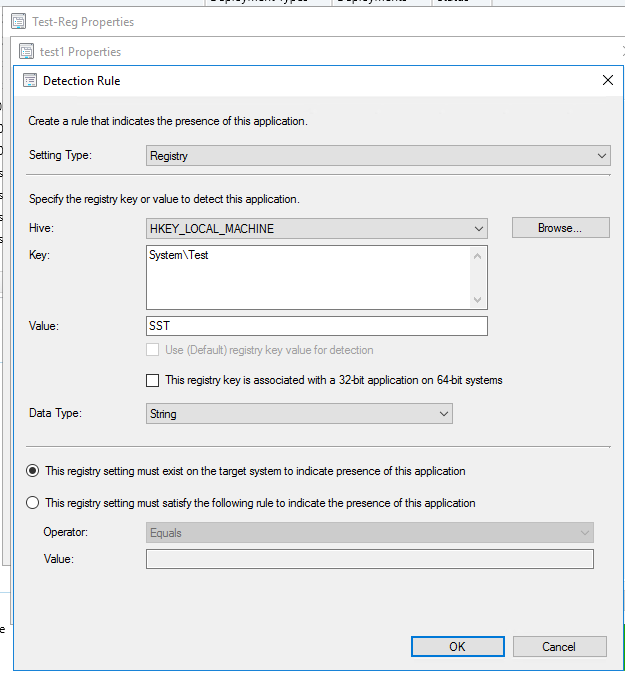 Deployment Types Deployments Status
Test-Reg Properties
test1 Properties
Detection Rule
Create a rule that indicates the presence of this application.
Setting Type: Registry
Specify the registry key or value to detect this application.
Hive: HKEY_LOCAL_MACHINE Browse...
Key: System\Test
Value: SST
Use (Default) registry key value for detection
This registry key is associated with a 32-bit application on 64-bit systems
Data Type: String
This registry setting must exist on the target system to indicate presence of this application
This registry setting must satisfy the following rule to indicate the presence of this application
Operator: Equals
Value:
OK Cancel